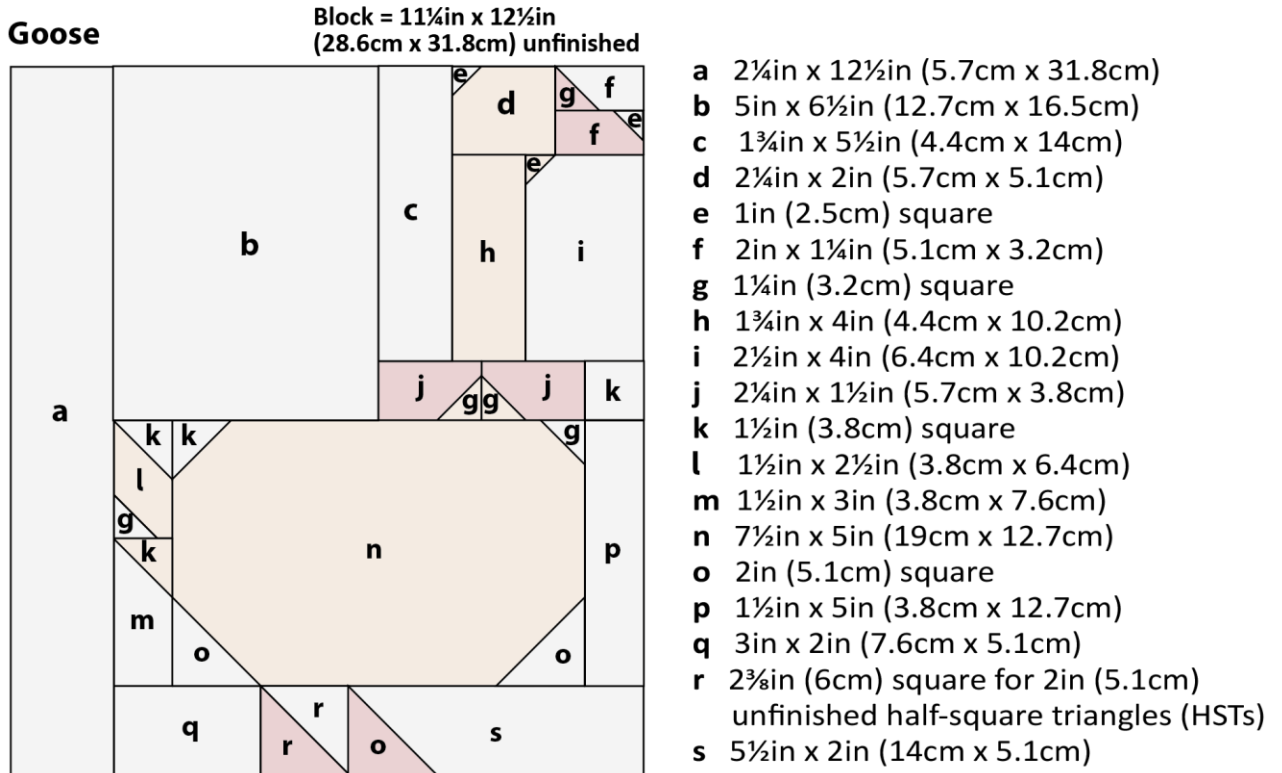 Goose
Block = 11¼in x 12½in
(28.6cm x 31.8cm) unfinished
e
d
g
f
f
e
e
c
b
h
i
j
j
k
g
g
a
k
k
g
l
g
k
n
p
m
o
o
q
r
r
o
s
a 2¼in x 12½in (5.7cm x 31.8cm)
b 5in x 6½in (12.7cm x 16.5cm)
c 1¾in x 5½in (4.4cm x 14cm)
d 2¼in x 2in (5.7cm x 5.1cm)
e 1in (2.5cm) square
f 2in x 1¼in (5.1cm x 3.2cm)
g 1¼in (3.2cm) square
h 1¾in x 4in (4.4cm x 10.2cm)
i 2½in x 4in (6.4cm x 10.2cm)
j 2¼in x 1½in (5.7cm x 3.8cm)
k 1½in (3.8cm) square
l 1½in x 2½in (3.8cm x 6.4cm)
m 1½in x 3in (3.8cm x 7.6cm)
n 7½in x 5in (19cm x 12.7cm)
o 2in (5.1cm) square
p 1½in x 5in (3.8cm x 12.7cm)
q 3in x 2in (7.6cm x 5.1cm)
r 2⅜in (6cm) square for 2in (5.1cm)
unfinished half-square triangles (HSTs)
s 5½in x 2in (14cm x 5.1cm)